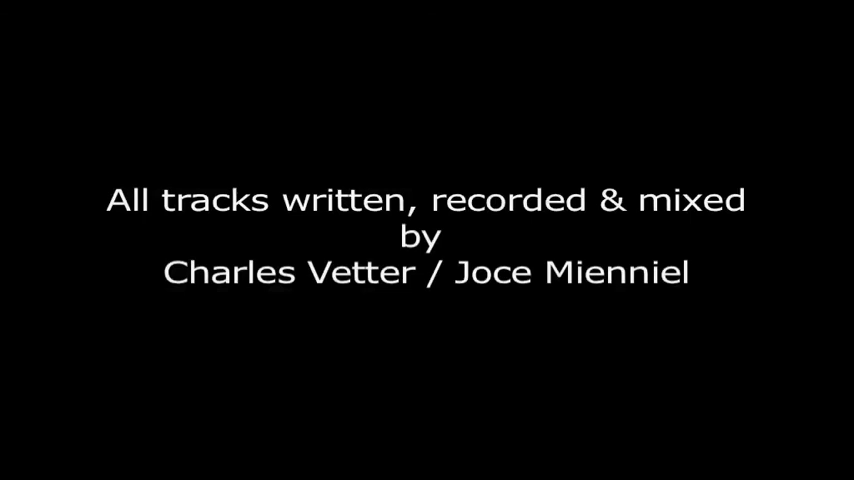 All tracks written, recorded & mixed
by
Charles Vetter / Joce Mienniel